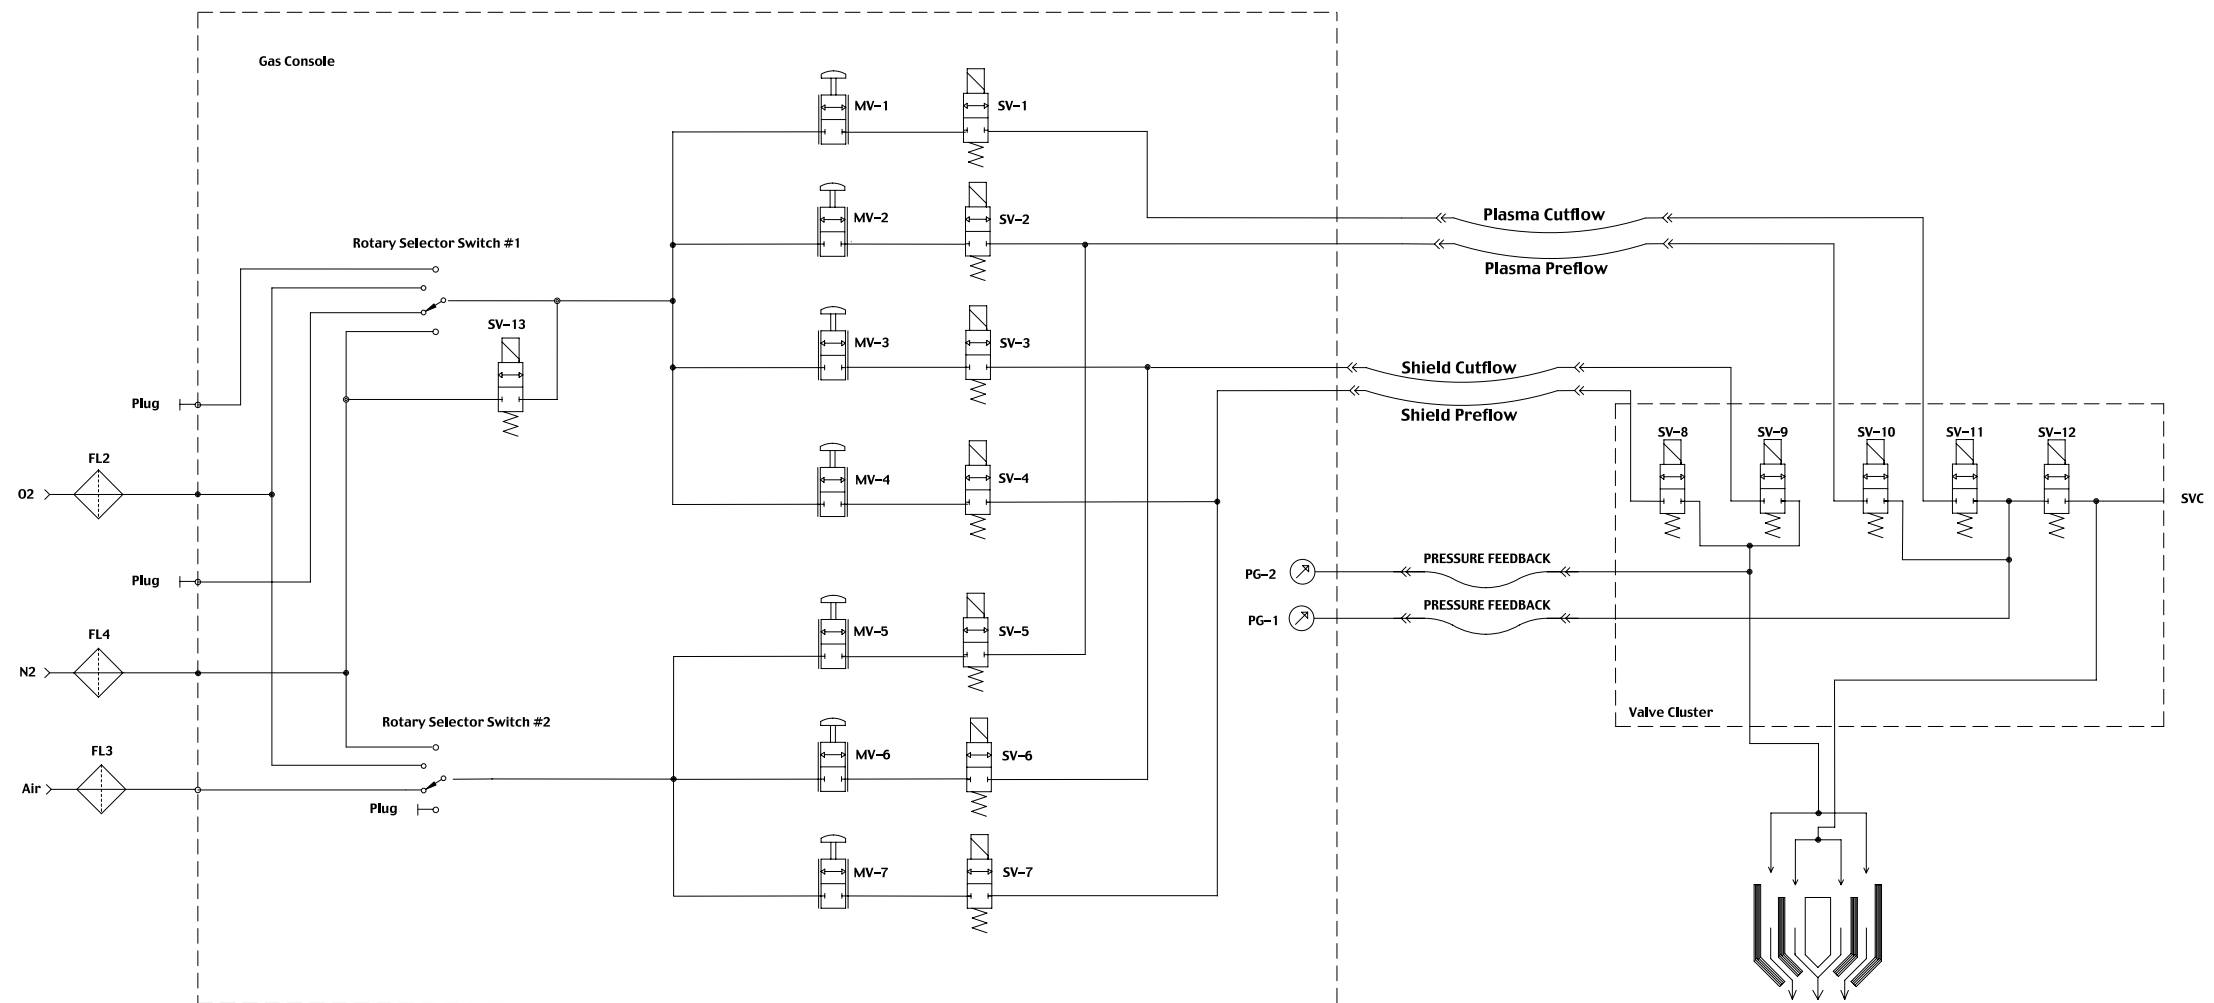 Gas Console
MV-1
SV-1
MV-2
SV-2
Plasma Cutflow
Rotary Selector Switch #1
Plasma Preflow
SV-13
MV-3
SV-3
Shield Cutflow
Plug
Shield Preflow
FL2
SV-8
SV-9
SV-10
SV-11
SV-12
MV-4
SV-4
O2
SVC
PRESSURE FEEDBACK
PG-2
Plug
PRESSURE FEEDBACK
PG-1
FL4
MV-5
SV-5
N2
Valve Cluster
Rotary Selector Switch #2
FL3
MV-6
SV-6
Air
Plug
MV-7
SV-7